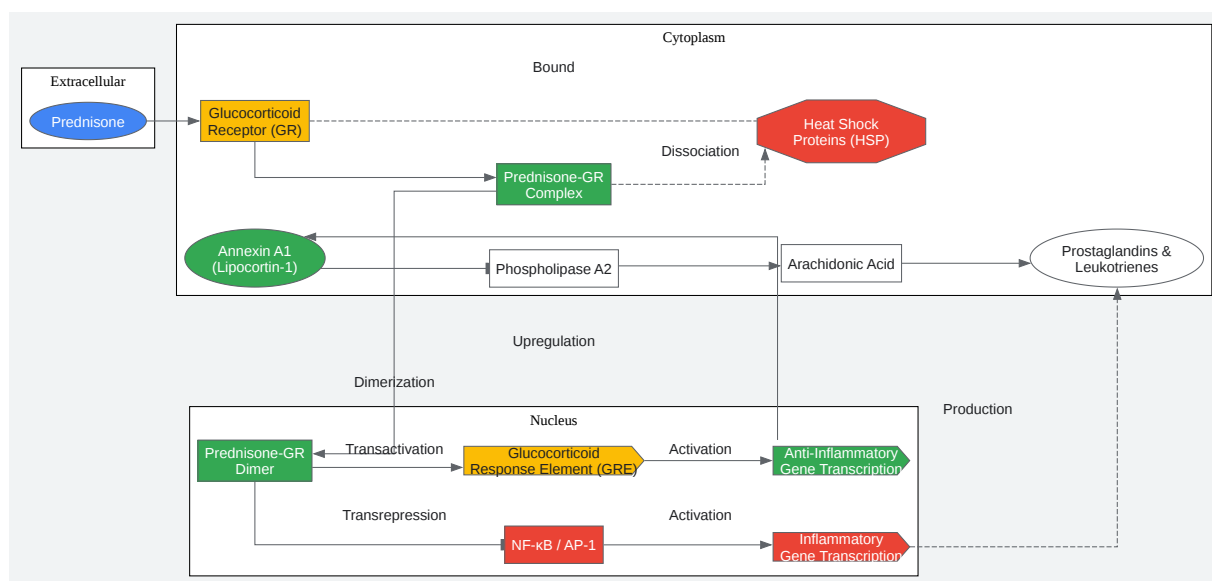 Cytoplasm
Extracellular
Bound
Prednisone
Glucocorticoid
Receptor (GR)
Heat Shock
Proteins (HSP)
Dissociation
Prednisone-GR
Complex
Annexin A1
(Lipocortin-1)
Phospholipase A2
Arachidonic Acid
Prostaglandins &
Leukotrienes
Upregulation
Dimerization
Production
Nucleus
Prednisone-GR
Dimer
Transactivation
Glucocorticoid
Response Element (GRE)
Activation
Anti-Inflammatory
Gene Transcription
Transrepression
NF-κB / AP-1
Activation
Inflammatory
Gene Transcription